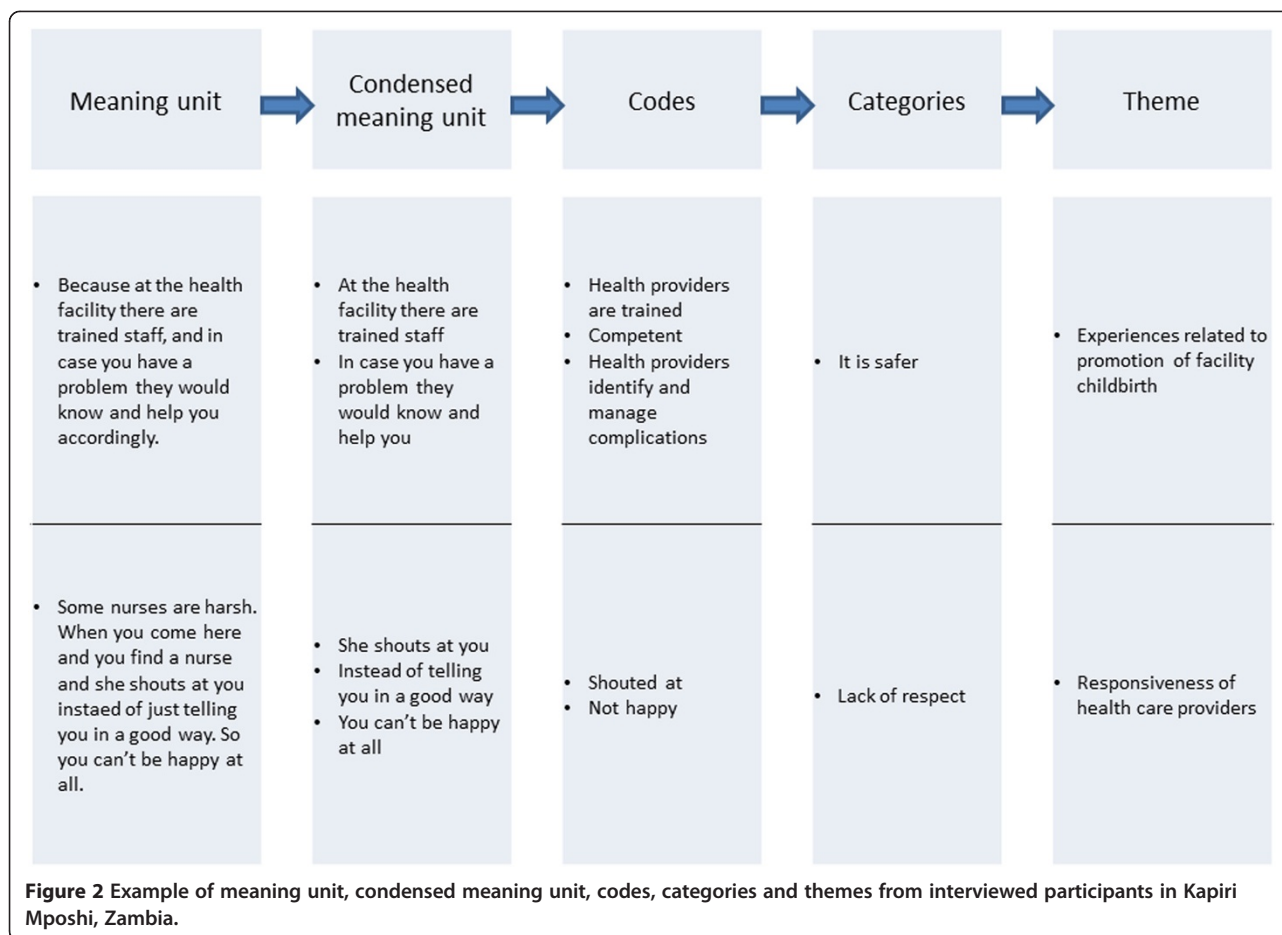 Meaning unit
Condensed
meaning unit
Codes
Categories
Theme
• Because at the health
facility there are
trained staff, and in
case you have a
problem they would
know and help you
accordingly.
• At the health
facility there are
trained staff
• In case you have a
problem they
would know and
help you
• Health providers
are trained
• Competent
• Health providers
identify and
manage
complications
• It is safer
• Experiences related to
promotion of facility
childbirth
• Some nurses are harsh.
When you come here
and you find a nurse
and she shouts at you
instaed of just telling
you in a good way. So
you can't be happy at
all.
• She shouts at you
• Instead of telling
you in a good way
• You can't be happy
at all
• Shouted at
• Not happy
• Lack of respect
• Responsiveness of
health care providers
Figure 2 Example of meaning unit, condensed meaning unit, codes, categories and themes from interviewed participants in Kapiri
Mposhi, Zambia.